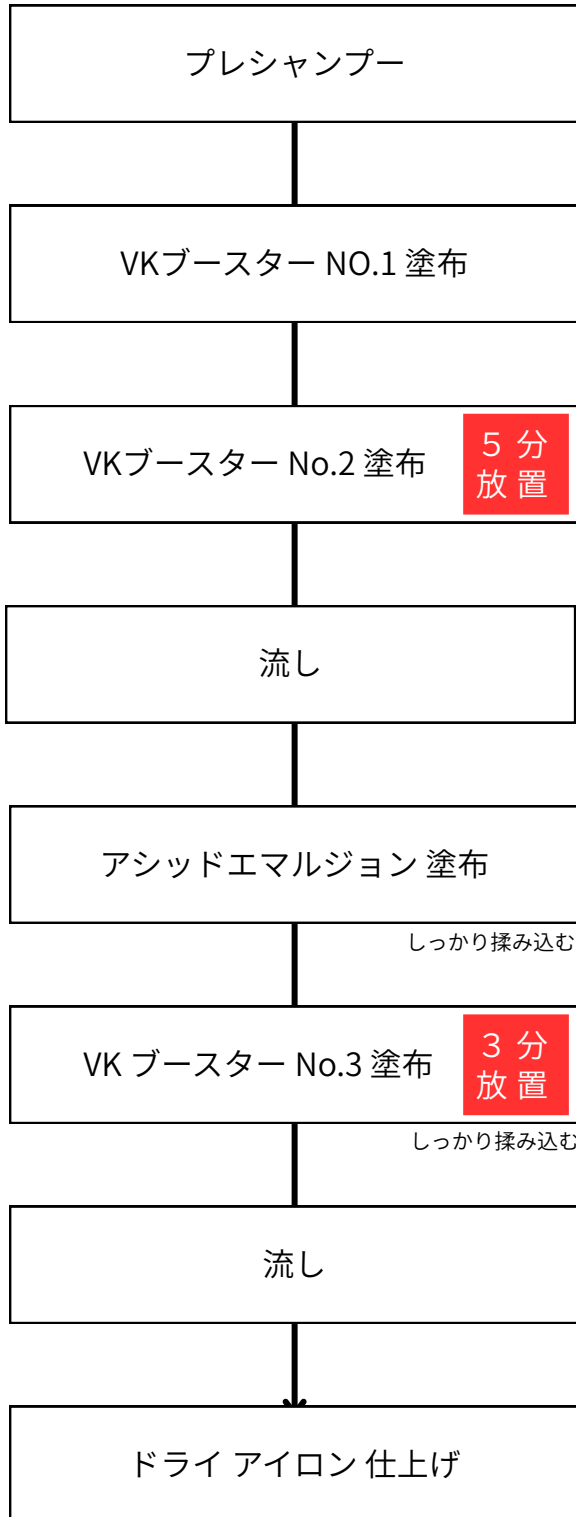 プレシャンプー
VKブースター NO.1 塗布
VKブースター No.2 塗布
５分
放置
流し
アシッドエマルジョン 塗布
しっかり揉み込む
VK ブースター No.3 塗布
３分
放置
しっかり揉み込む
流し
ドライ アイロン 仕上げ